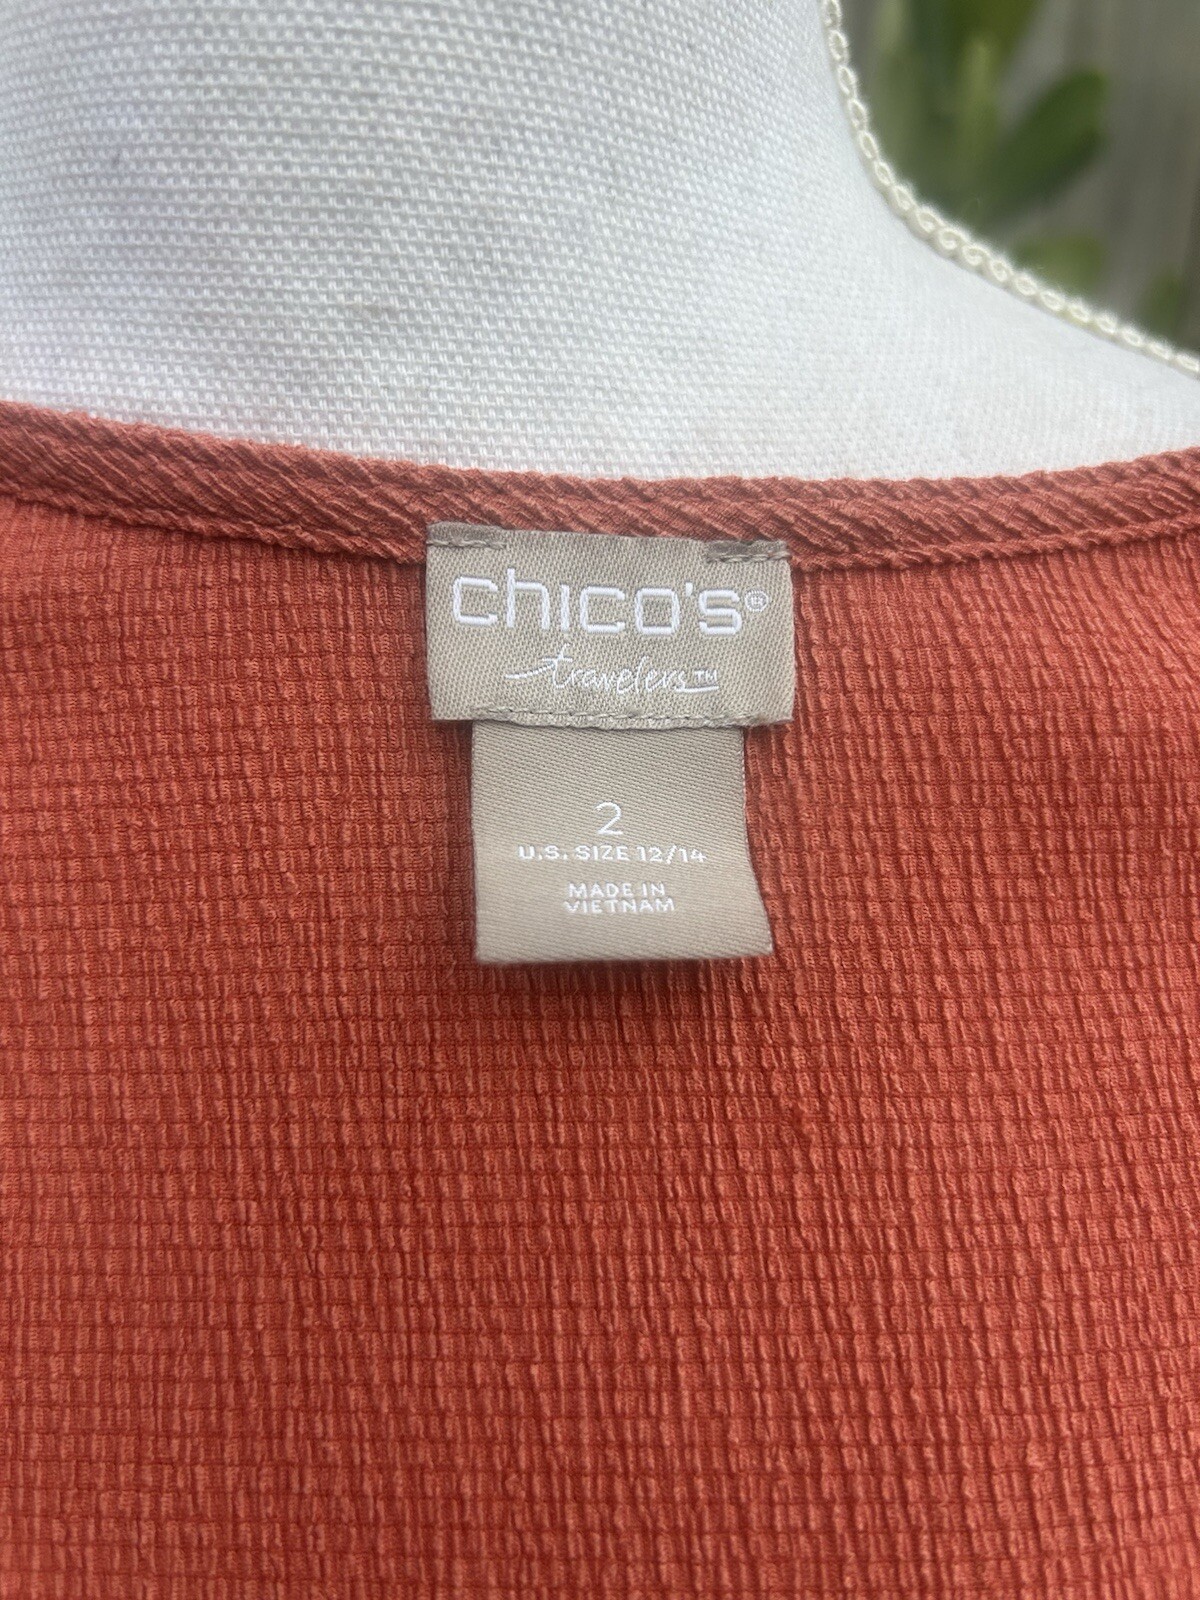 chico's®
travelers™
2
U.S. SIZE 12/14
MADE IN
VIETNAM